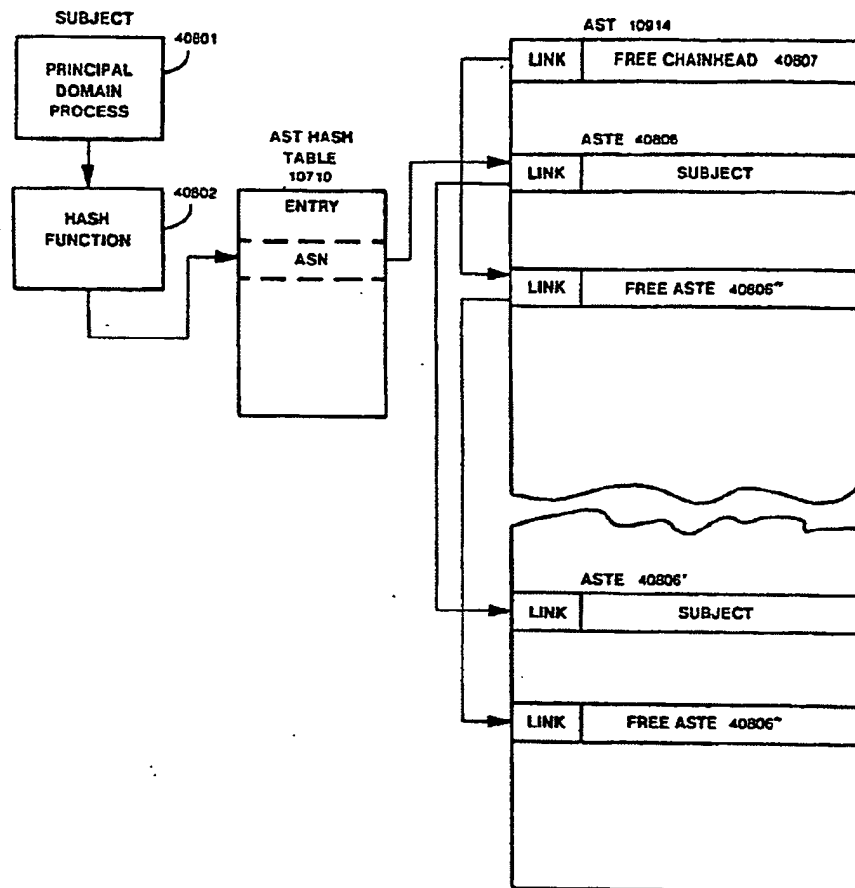 SUBJECT
40801
PRINCIPAL
DOMAIN
PROCESS
40802
HASH
FUNCTION
AST HASH
TABLE
10710
ENTRY
ASN
AST 10914
LINK FREE CHAINHEAD 40807
ASTE 40806
LINK SUBJECT
LINK FREE ASTE 40806"
ASTE 40806'
LINK SUBJECT
LINK FREE ASTE 40806"